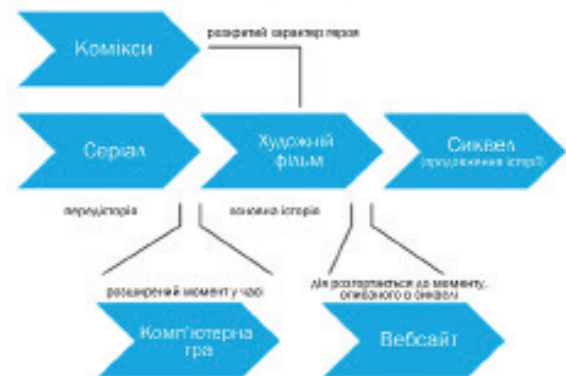 Комікси
розкритий характер героя
Серіал
Художній
фільм
Сиквел
(продовження історії)
передісторія
основна історія
розширений момент у часі
дія розгортається до моменту,
описаного в сиквелі
Комп'ютерна
гра
Вебсайт